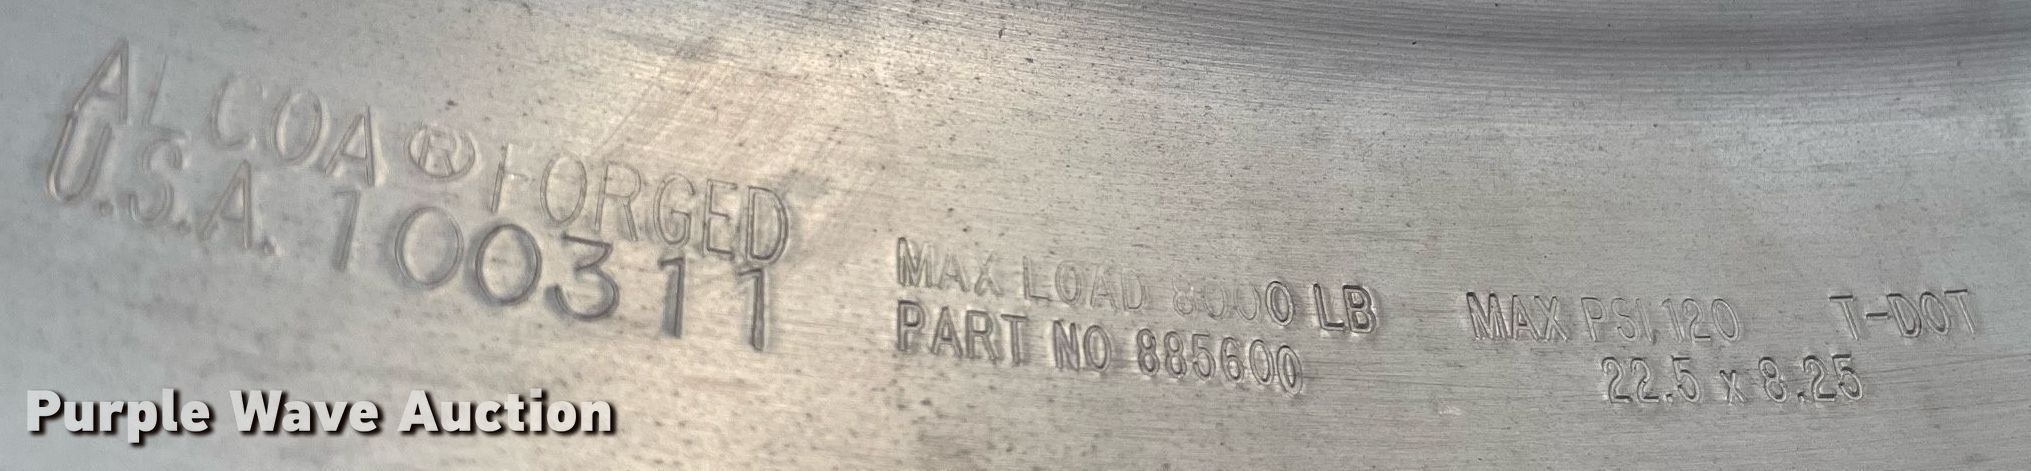 ALCOA® FORGED
U.S.A. 100311
MAX LOAD 8000 LB
PART NO 885600
MAX PSI, 120 T-DOT
22.5 x 8.25
Purple Wave Auction